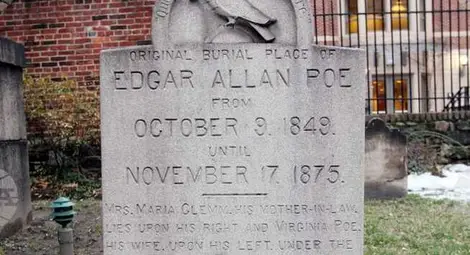 ORIGINAL BURIAL PLACE OF
EDGAR ALLAN POE
FROM
OCTOBER 9. 1849.
UNTIL
NOVEMBER 17. 1875.
MRS. MARIA CLEMM, HIS MOTHER-IN-LAW,
LIES UPON HIS RIGHT AND VIRGINIA POE,
HIS WIFE, UPON HIS LEFT, UNDER THE